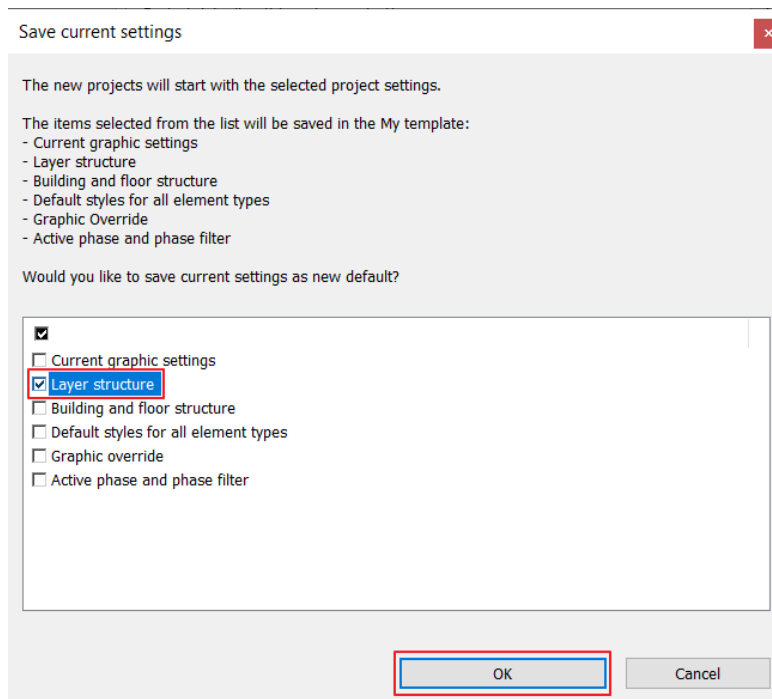 Save current settings
The new projects will start with the selected project settings.
The items selected from the list will be saved in the My template:
- Current graphic settings
- Layer structure
- Building and floor structure
- Default styles for all element types
- Graphic Override
- Active phase and phase filter
Would you like to save current settings as new default?
Current graphic settings
Layer structure
Building and floor structure
Default styles for all element types
Graphic override
Active phase and phase filter
OK
Cancel